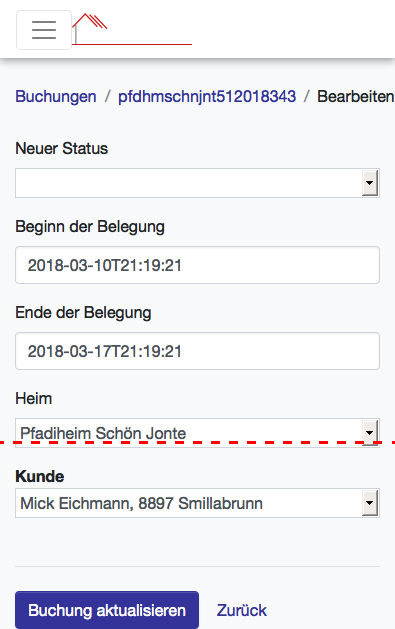 Buchungen / pfdhmschnjnt512018343 / Bearbeiten
Neuer Status
Beginn der Belegung
2018-03-10T21:19:21
Ende der Belegung
2018-03-17T21:19:21
Heim
Pfadiheim Schön Jonte
Kunde
Mick Eichmann, 8897 Smillabrunn
Buchung aktualisieren Zurück